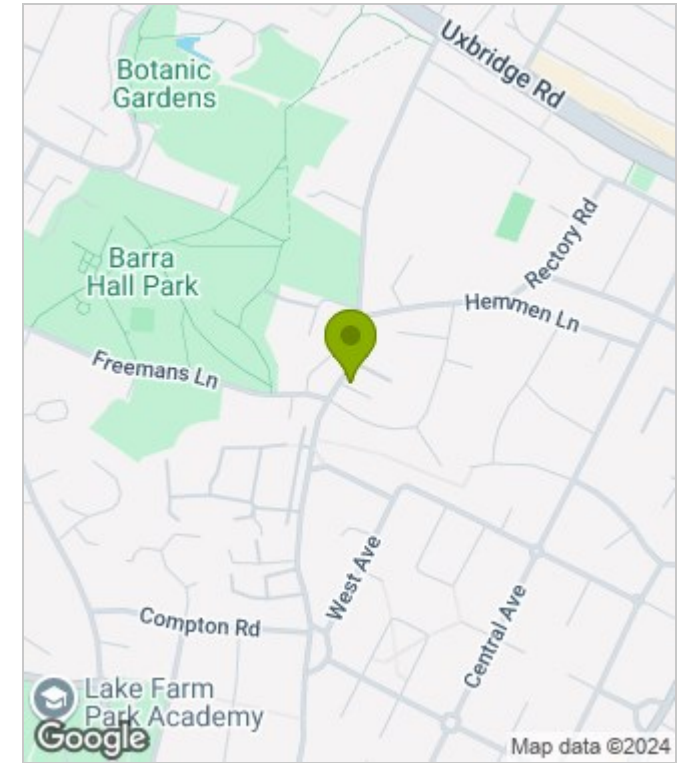 Uxbridge Rd
Botanic
Gardens
Rectory Rd
Barra
Hall Park
Hemmen Ln
Freemans Ln
West Ave
Compton Rd
Central Ave
Lake Farm
Park Academy
Google
Map data ©2024